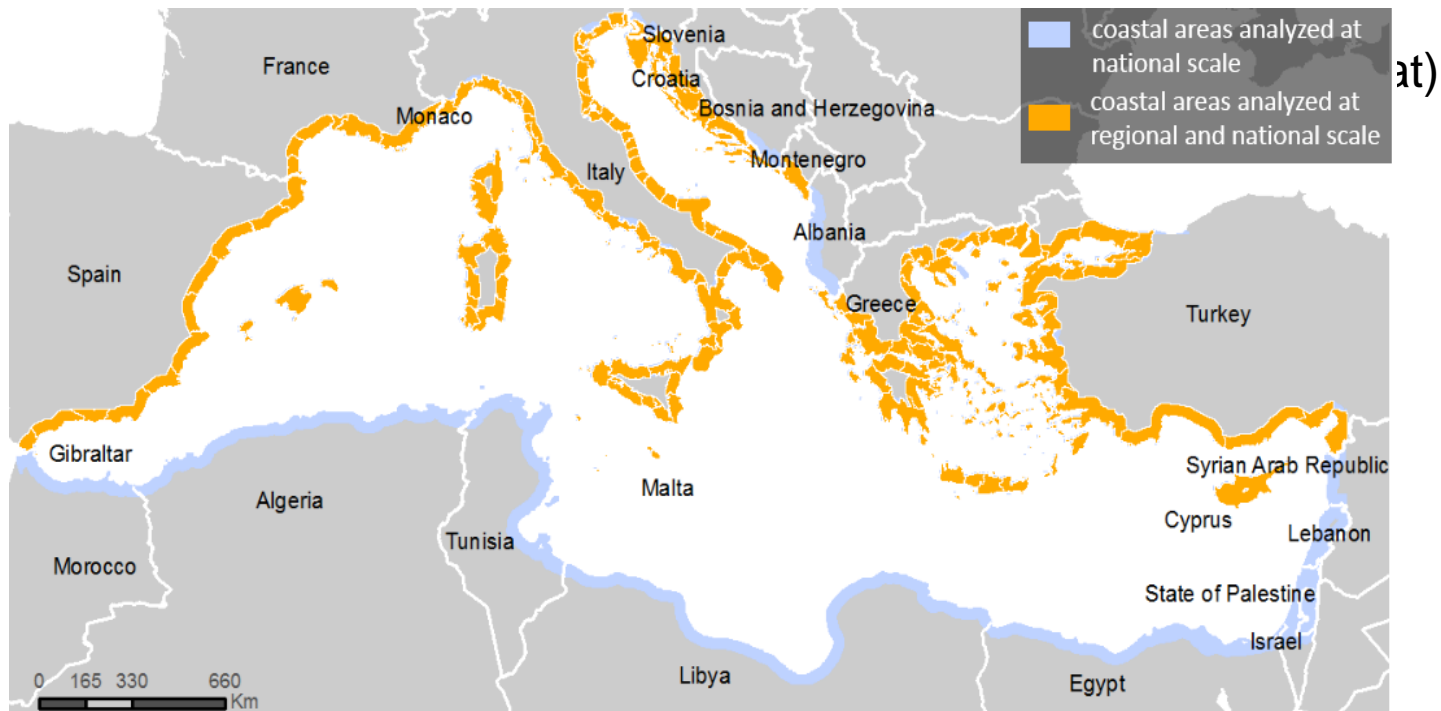 coastal areas analyzed at
national scale
coastal areas analyzed at
regional and national scale
at)
Slovenia
France
Croatia
Monaco
Bosnia and Herzegovina
Montenegro
Italy
Albania
Spain
Greece
Turkey
Gibraltar
Syrian Arab Republic
Malta
Algeria
Cyprus
Lebanon
Tunisia
Morocco
State of Palestine
Israel
Libya
Egypt
0 165 330 660
Km